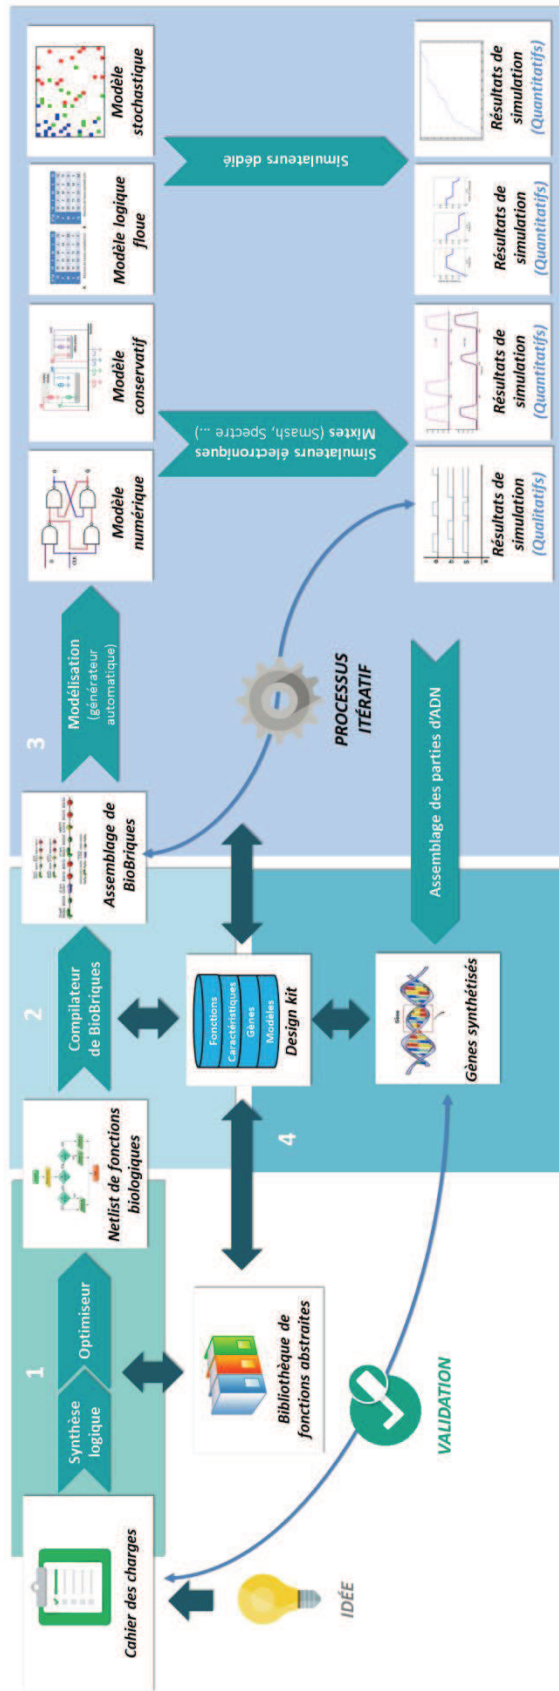 1
2
3
4
IDÉE
Cahier des charges
Synthèse
logique
Optimiseur
Bibliothèque de
fonctions abstraites
VALIDATION
Netlist de fonctions
biologiques
Compilateur
de BioBriques
Design kit
Fonctions
Caractéristiques
Gènes
Modèles
Gènes synthétisés
Assemblage de
BioBriques
Modélisation
(générateur
automatique)
PROCESSUS
ITÉRATIF
Assemblage des parties d'ADN
Modèle
numérique
Modèle
conservatif
Modèle logique
floue
Modèle
stochastique
Simulateurs électroniques
Mixtes (Smash, Spectre ...)
Simulateurs dédié
Résultats de
simulation
(Qualitatifs)
Résultats de
simulation
(Quantitatifs)
Résultats de
simulation
(Quantitatifs)
Résultats de
simulation
(Quantitatifs)